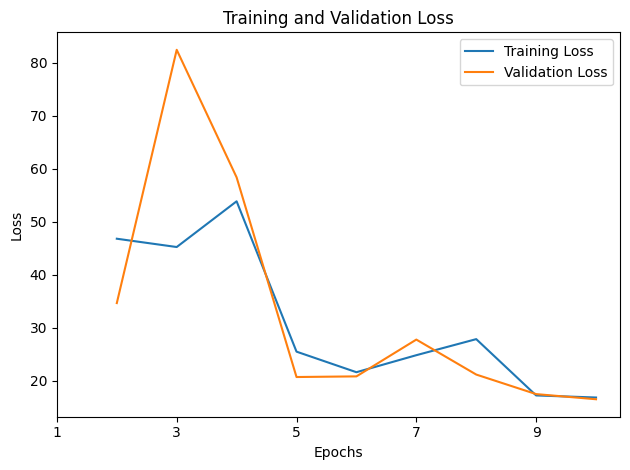 Training and Validation Loss
Training Loss
Validation Loss
80
70
60
50
40
30
20
Loss
1 3 5 7 9
Epochs